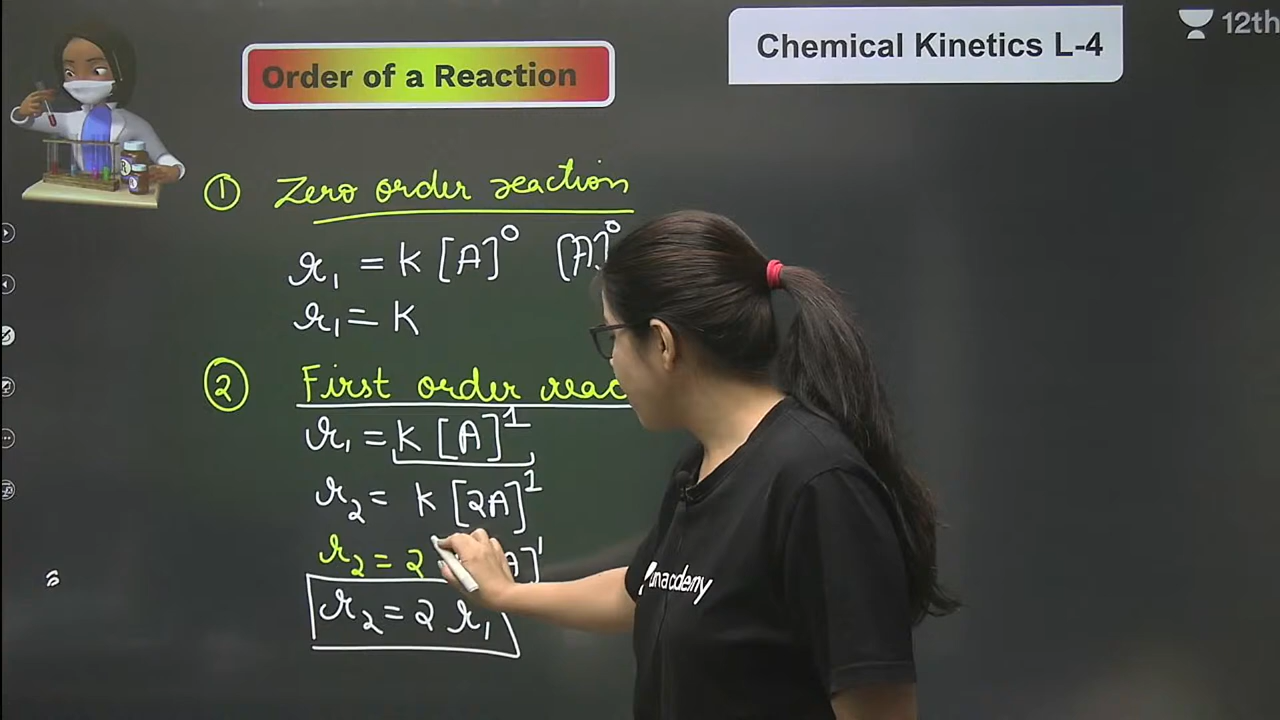 Chemical Kinetics L-4
12th
Order of a Reaction
① Zero order reaction
r₁ = K [A]⁰ [A]⁰
r₁ = K
② First order reac
r₁ = K [A]¹
r₂ = K [2A]¹
r₂ = 2 A]¹
r₂ = 2 r₁
unacademy